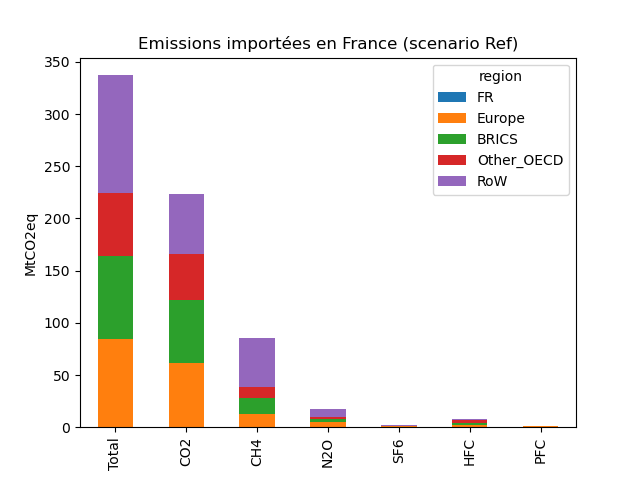 Emissions importées en France (scenario Ref)
MtCO2eq
350
300
250
200
150
100
50
0
region
FR
Europe
BRICS
Other_OECD
RoW
Total
CO2
CH4
N2O
SF6
HFC
PFC